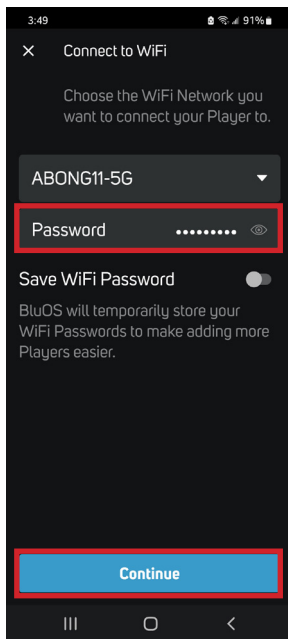 3:49 91%
Connect to WiFi
Choose the WiFi Network you
want to connect your Player to.
ABONG11-5G
Password •••••••••
Save WiFi Password
BluOS will temporarily store your
WiFi Passwords to make adding more
Players easier.
Continue